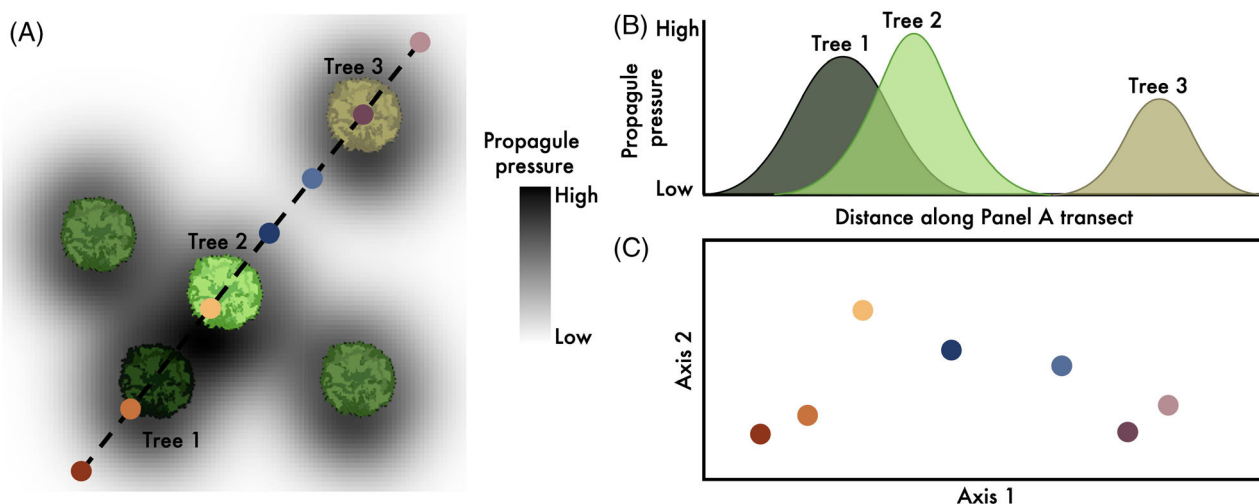 (A)
Tree 3
Tree 2
Tree 1
Propagule
pressure
High
Low
(B)
High
Low
Propagule
pressure
Tree 1
Tree 2
Tree 3
Distance along Panel A transect
(C)
Axis 2
Axis 1